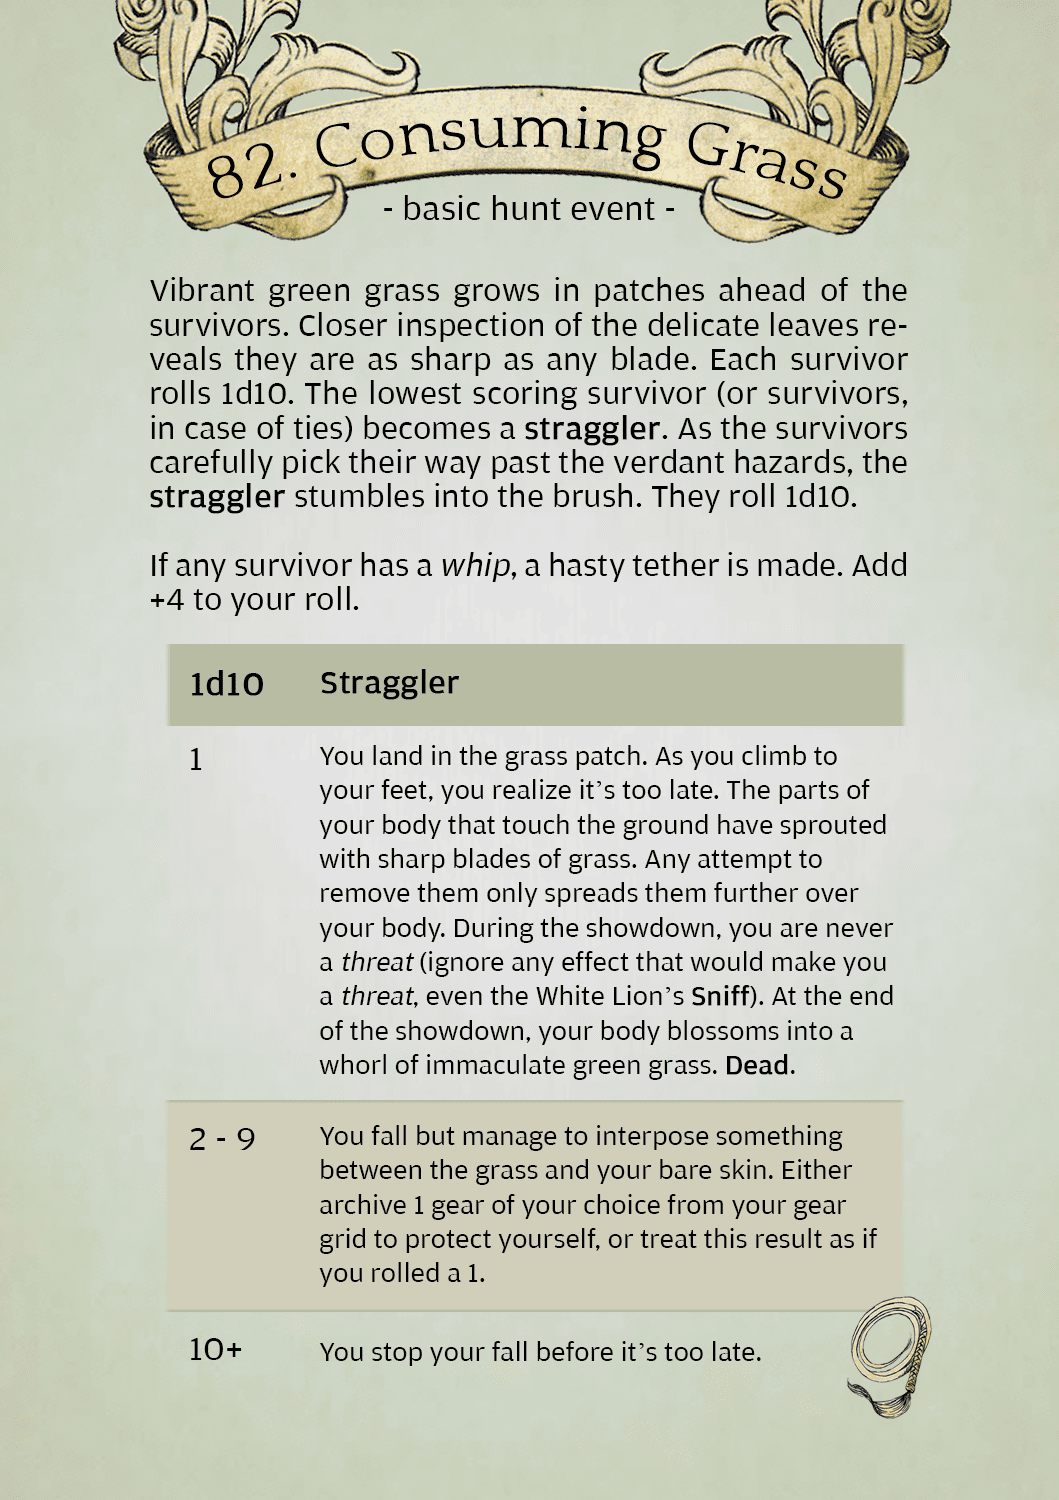 82. Consuming Grass
- basic hunt event -
Vibrant green grass grows in patches ahead of the
survivors. Closer inspection of the delicate leaves re-
veals they are as sharp as any blade. Each survivor
rolls 1d10. The lowest scoring survivor (or survivors,
in case of ties) becomes a straggler. As the survivors
carefully pick their way past the verdant hazards, the
straggler stumbles into the brush. They roll 1d10.
If any survivor has a whip, a hasty tether is made. Add
+4 to your roll.
1d10 Straggler
1 You land in the grass patch. As you climb to
your feet, you realize it's too late. The parts of
your body that touch the ground have sprouted
with sharp blades of grass. Any attempt to
remove them only spreads them further over
your body. During the showdown, you are never
a threat (ignore any effect that would make you
a threat, even the White Lion's Sniff). At the end
of the showdown, your body blossoms into a
whorl of immaculate green grass. Dead.
2 - 9 You fall but manage to interpose something
between the grass and your bare skin. Either
archive 1 gear of your choice from your gear
grid to protect yourself, or treat this result as if
you rolled a 1.
10+ You stop your fall before it's too late.